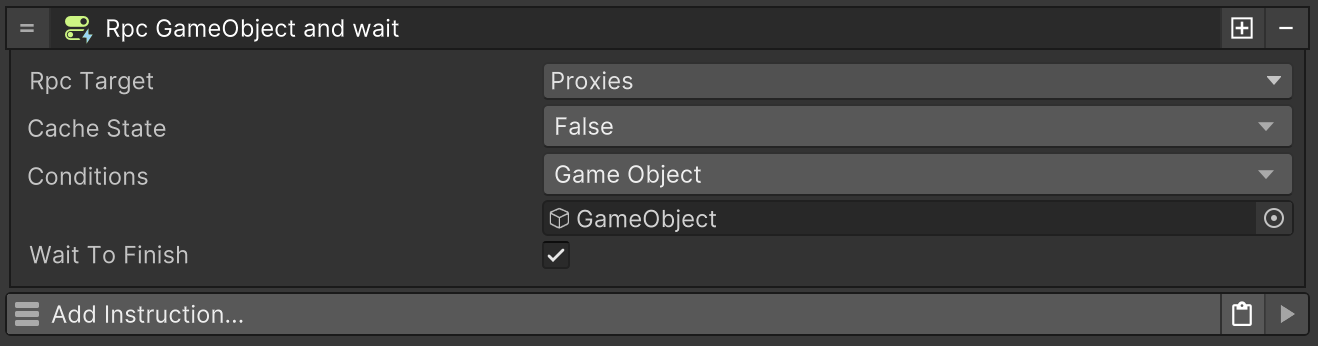 Rpc GameObject and wait
Rpc Target
Proxies
Cache State
False
Conditions
Game Object
GameObject
Wait To Finish
Add Instruction...